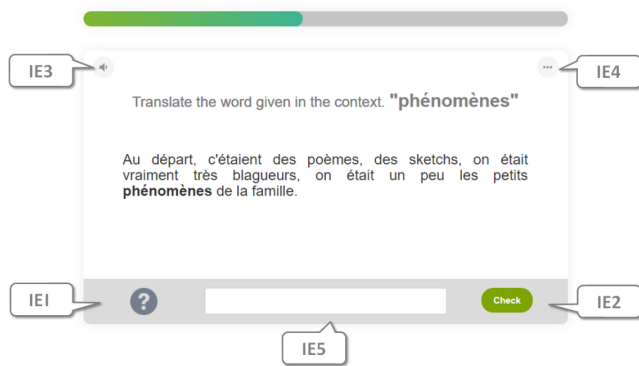 IE3
IE4
Translate the word given in the context. "phénomènes"
Au départ, c'étaient des poèmes, des sketchs, on était
vraiment très blagueurs, on était un peu les petits
phénomènes de la famille.
IE1
?
Check
IE2
IE5